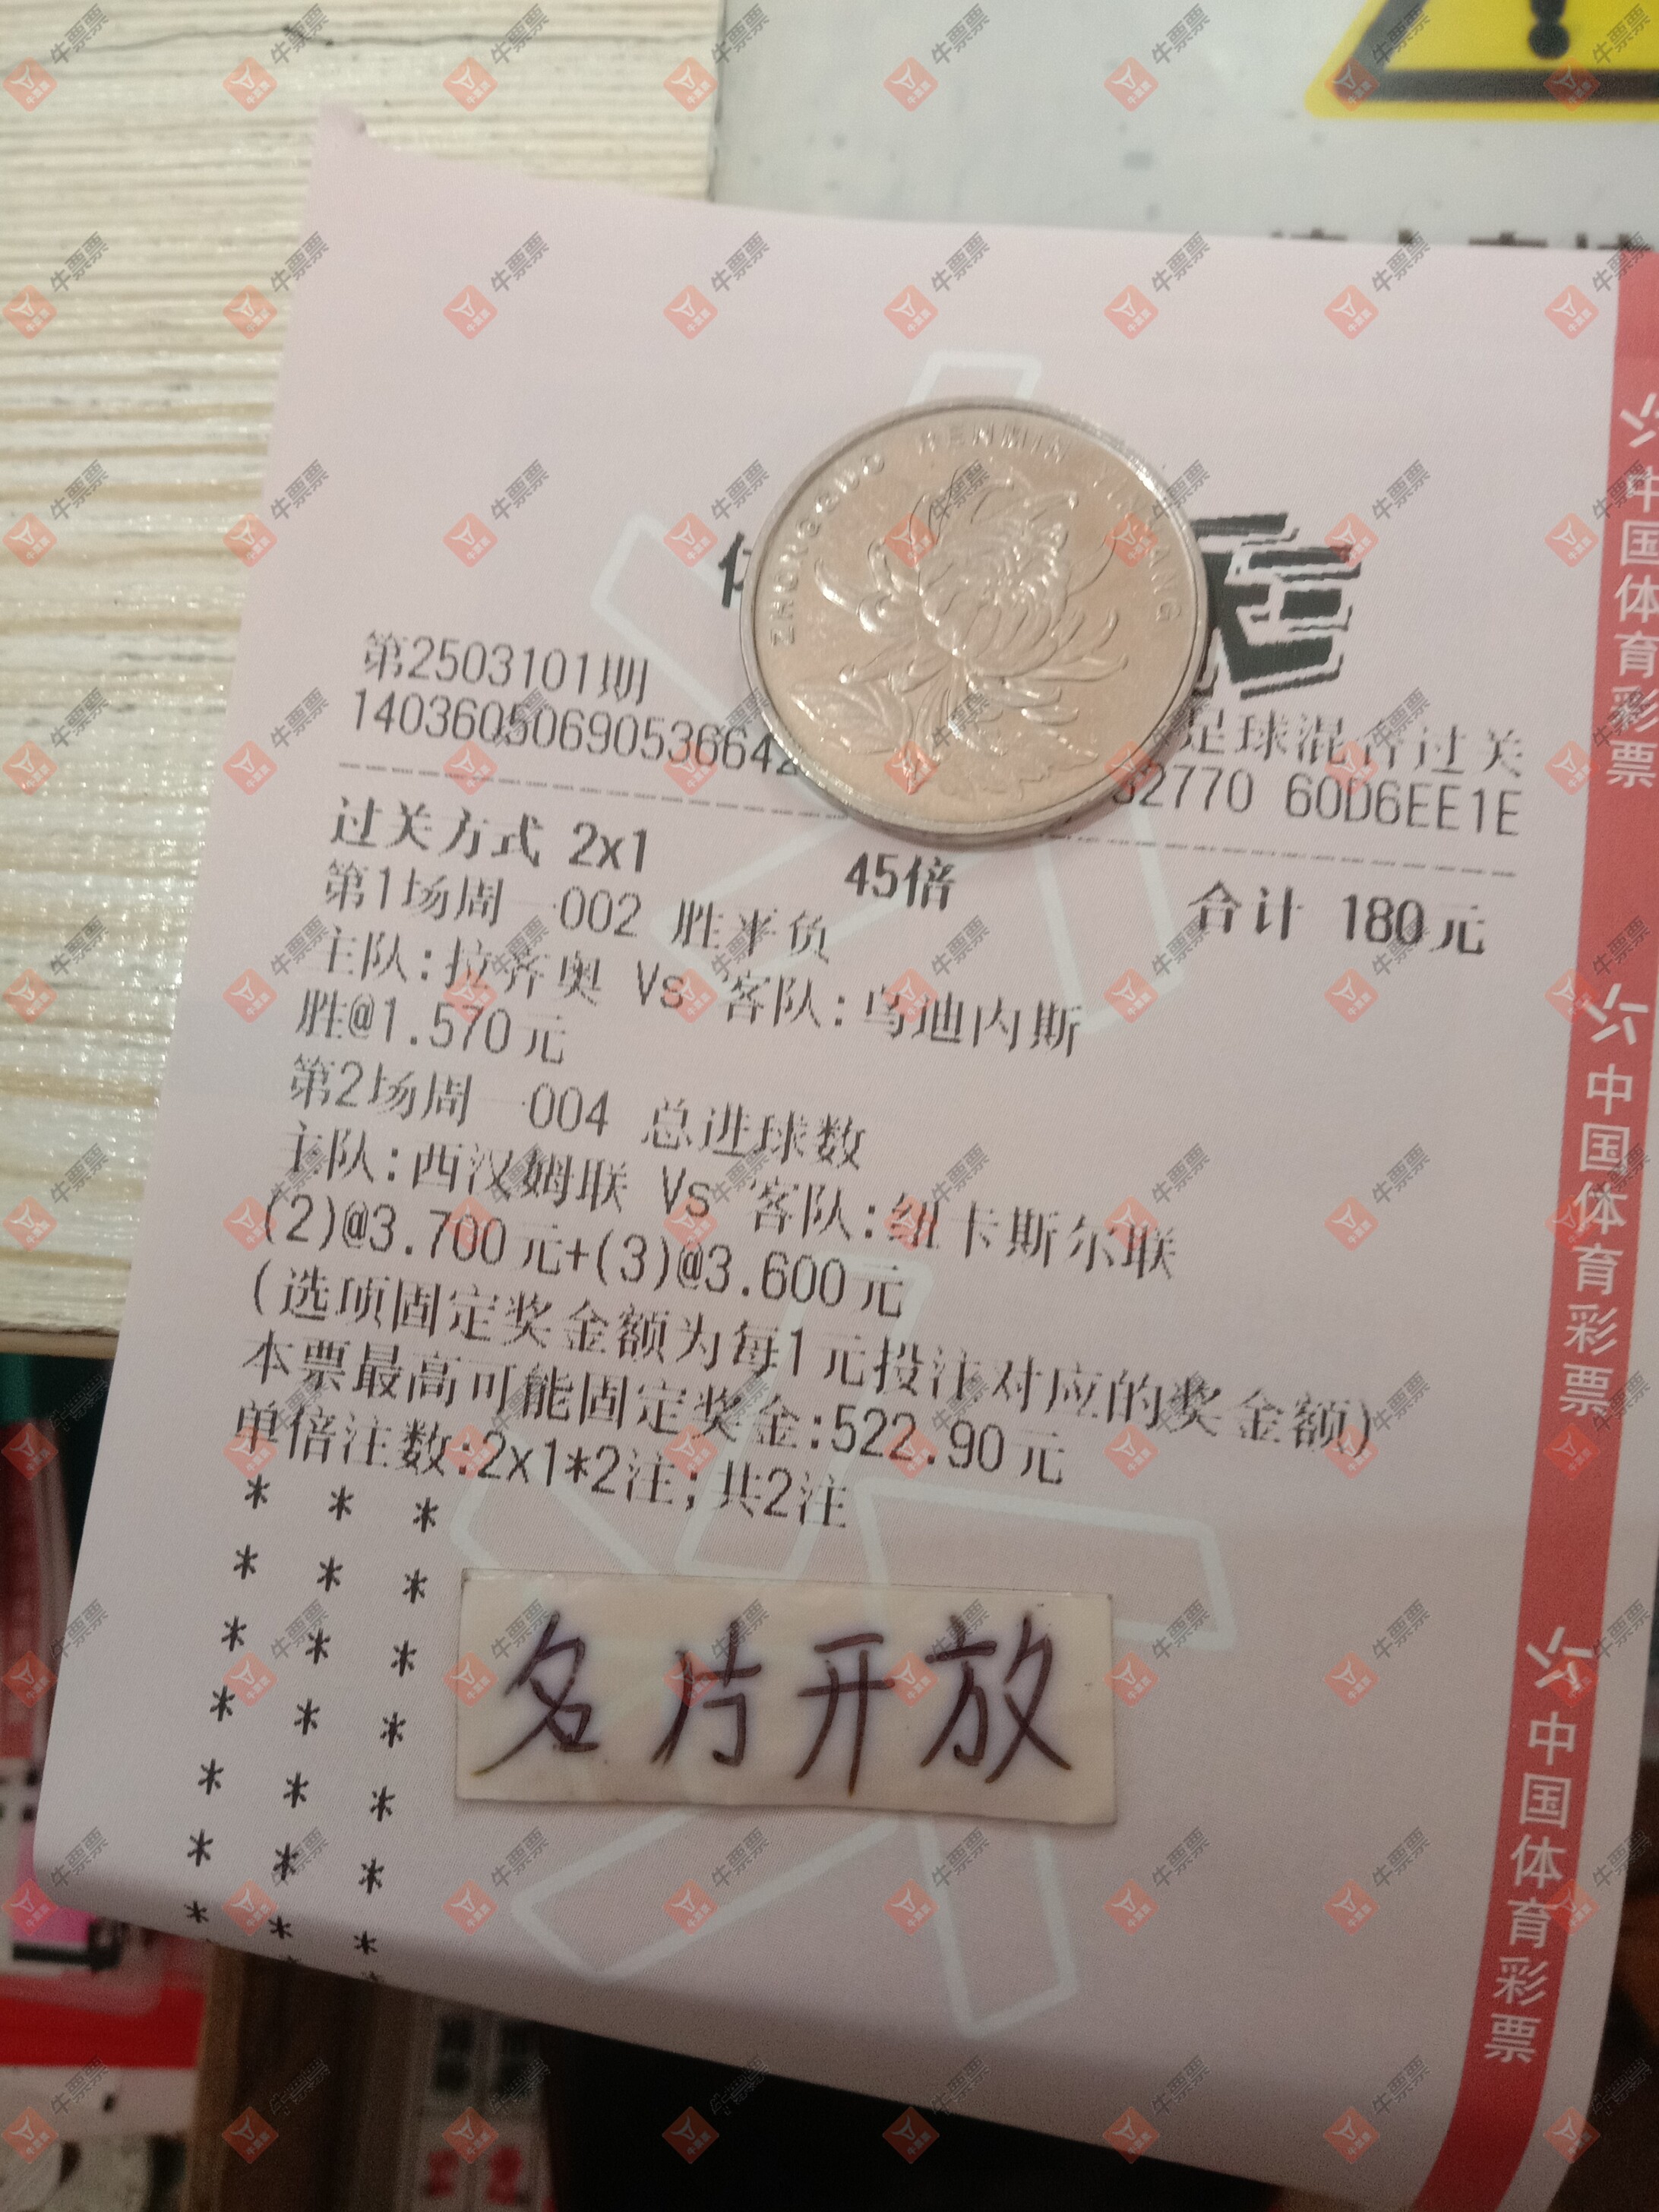 ZHONGGUO RENMIN YINHANG
第2503101期
足球混合过关
14036050690536642
32770 60D6EE1E
过关方式 2x1 45倍 合计 180元
第1场周一002 胜平负
主队:拉齐奥 Vs 客队:乌迪内斯
胜@1.570元
第2场周一004 总进球数
主队:西汉姆联 Vs 客队:纽卡斯尔联
(2)@3.700元+(3)@3.600元
(选项固定奖金额为每1元投注对应的奖金额)
本票最高可能固定奖金:522.90元
单倍注数:2x1*2注;共2注
* * *
* * *
* * *
* * *
* * *
* * *
* * *
名片开放
中国体育彩票
中国体育彩票
中国体育彩票
牛票票